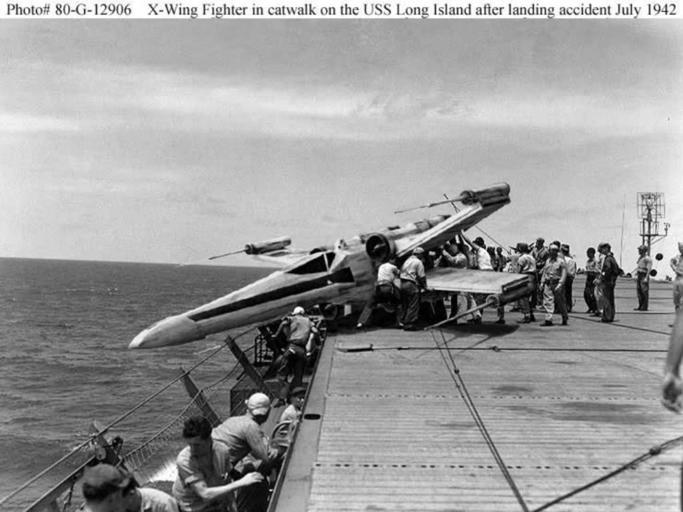 Photo# 80-G-12906    X-Wing Fighter in catwalk on the USS Long Island after landing accident July 1942